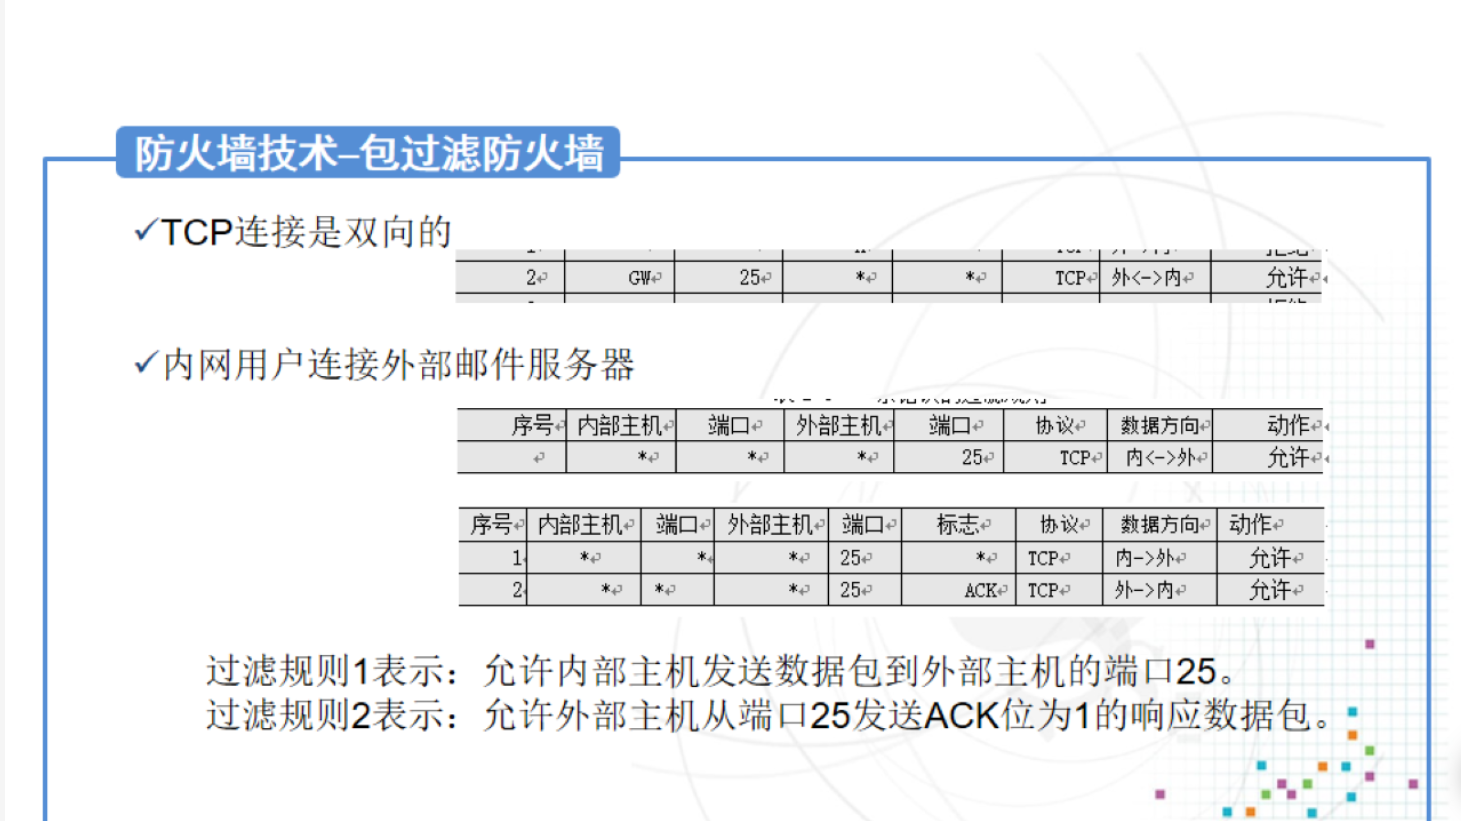 防火墙技术–包过滤防火墙
✓TCP连接是双向的
2 GW 25 * * TCP 外<->内 允许
✓内网用户连接外部邮件服务器
序号 内部主机 端口 外部主机 端口 协议 数据方向 动作
* * * 25 TCP 内<->外 允许
序号 内部主机 端口 外部主机 端口 标志 协议 数据方向 动作
1 * * * 25 * TCP 内->外 允许
2 * * * 25 ACK TCP 外->内 允许
过滤规则1表示：允许内部主机发送数据包到外部主机的端口25。
过滤规则2表示：允许外部主机从端口25发送ACK位为1的响应数据包。